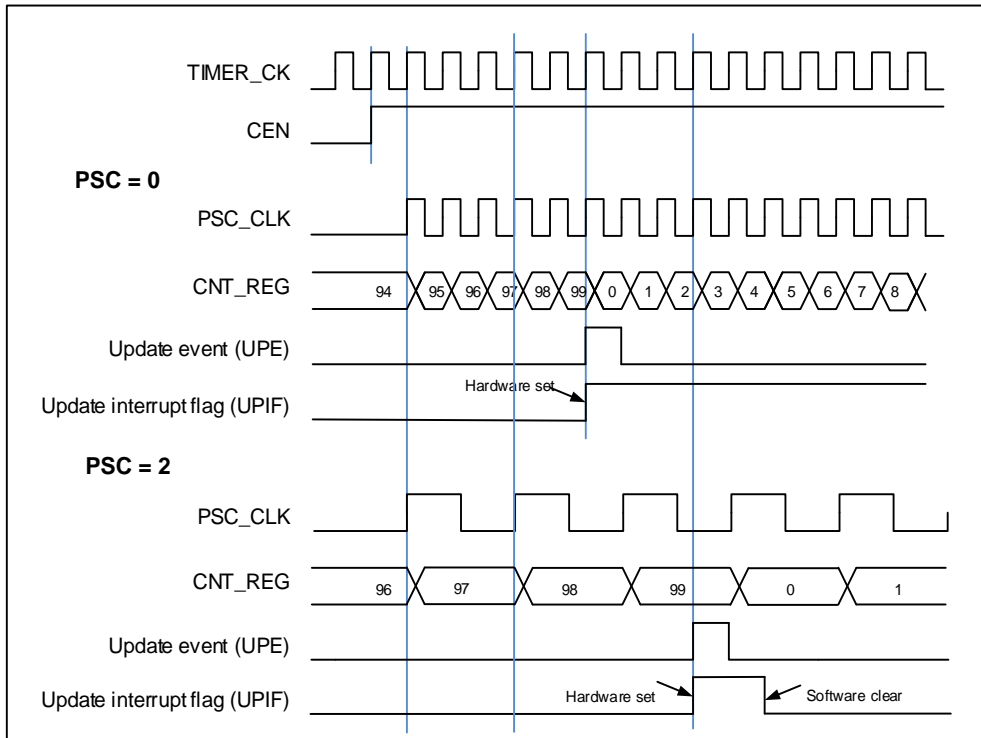 TIMER_CK
CEN
PSC = 0
PSC_CLK
CNT_REG 94 95 96 97 98 99 0 1 2 3 4 5 6 7 8
Update event (UPE)
Hardware set
Update interrupt flag (UPIF)
PSC = 2
PSC_CLK
CNT_REG 96 97 98 99 0 1
Update event (UPE)
Update interrupt flag (UPIF) Hardware set Software clear